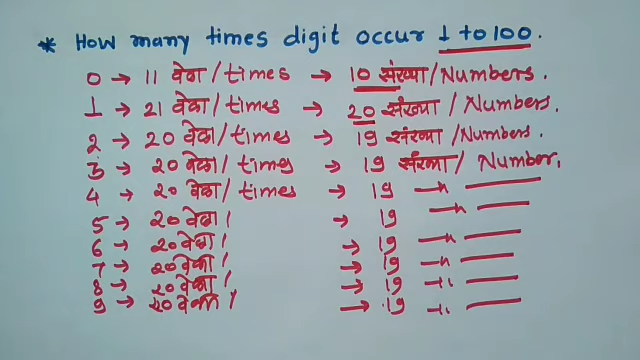 * How many times digit occur 1 to 100.
0 → 11 वेळा/times → 10 संख्या/Numbers.
1 → 21 वेळा/times → 20 संख्या/Numbers.
2 → 20 वेळा/times → 19 संख्या/Numbers.
3 → 20 वेळा/times → 19 संख्या/Number.
4 → 20 वेळा/times → 19 —〃—
5 → 20 वेळा/ → 19 —〃—
6 → 20 वेळा/ → 19 —〃—
7 → 20 वेळा/ → 19 —〃—
8 → 20 वेळा/ → 19 —〃—
9 → 20 वेळा/ → 19 —〃—